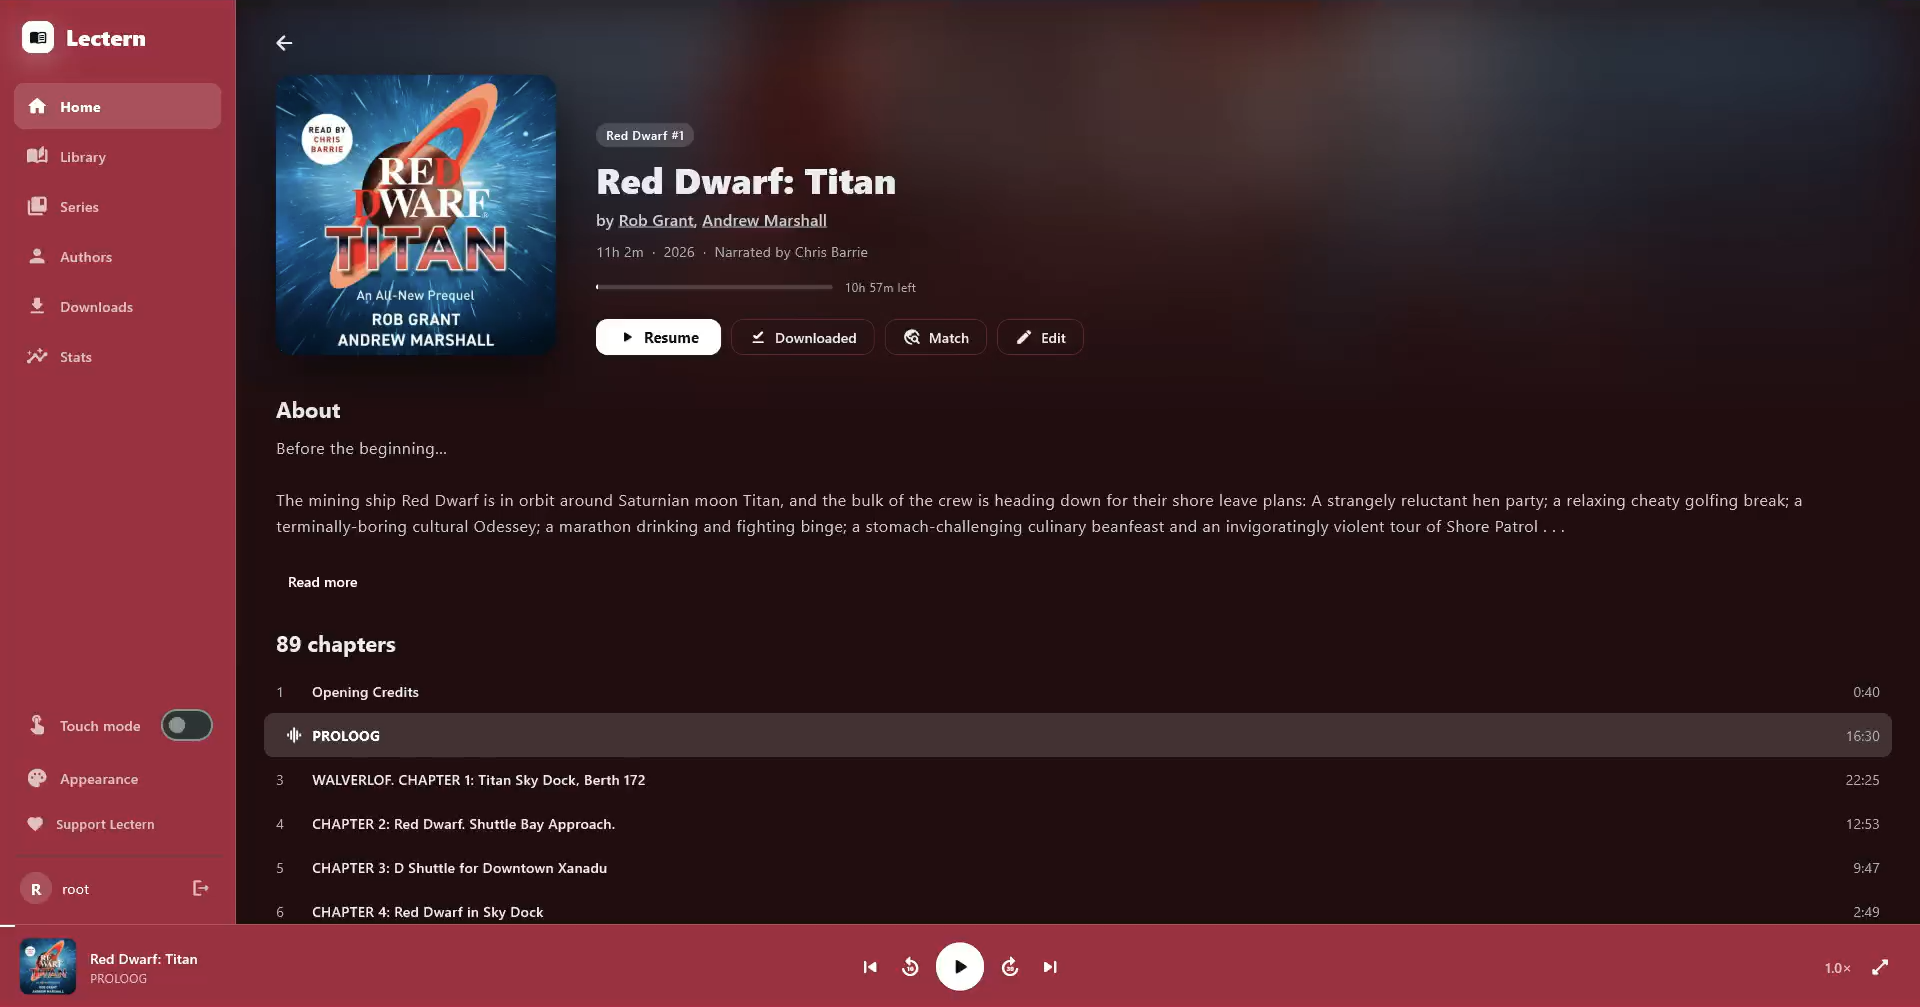 Lectern
Home
Library
Series
Authors
Downloads
Stats
Touch mode
Appearance
Support Lectern
R root
READ BY
CHRIS
BARRIE
RED
DWARF
TITAN
An All-New Prequel
ROB GRANT
ANDREW MARSHALL
Red Dwarf #1
Red Dwarf: Titan
by Rob Grant, Andrew Marshall
11h 2m · 2026 · Narrated by Chris Barrie
10h 57m left
Resume Downloaded Match Edit
About
Before the beginning...
The mining ship Red Dwarf is in orbit around Saturnian moon Titan, and the bulk of the crew is heading down for their shore leave plans: A strangely reluctant hen party; a relaxing cheaty golfing break; a
terminally-boring cultural Odessey; a marathon drinking and fighting binge; a stomach-challenging culinary beanfeast and an invigoratingly violent tour of Shore Patrol . . .
Read more
89 chapters
1 Opening Credits 0:40
PROLOOG 16:30
3 WALVERLOF. CHAPTER 1: Titan Sky Dock, Berth 172 22:25
4 CHAPTER 2: Red Dwarf. Shuttle Bay Approach. 12:53
5 CHAPTER 3: D Shuttle for Downtown Xanadu 9:47
6 CHAPTER 4: Red Dwarf in Sky Dock 2:49
Red Dwarf: Titan
PROLOOG
1.0×